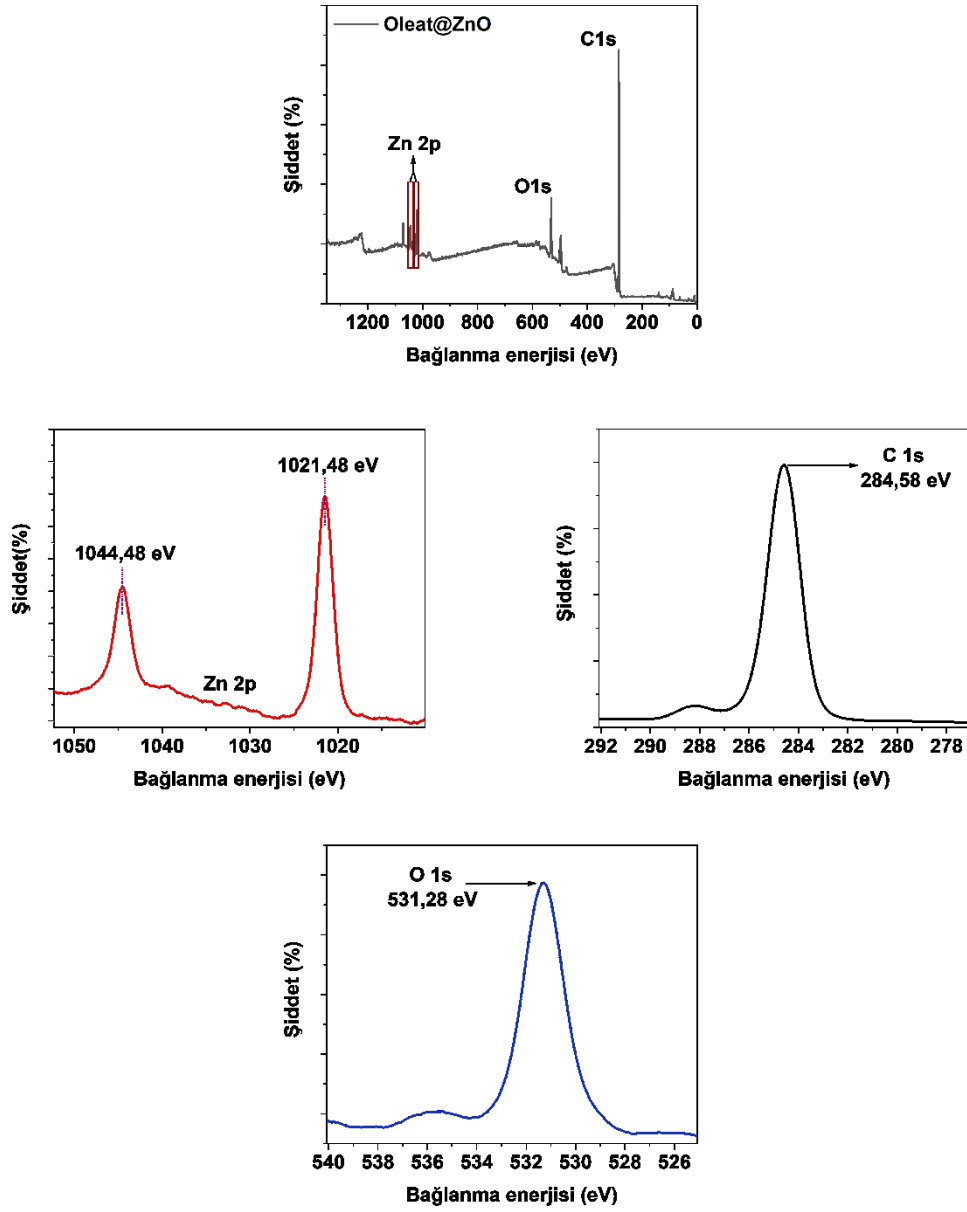 Oleat@ZnO
C1s
Zn 2p
O1s
Şiddet (%)
1200 1000 800 600 400 200 0
Bağlanma enerjisi (eV)
1021,48 eV
1044,48 eV
Zn 2p
Şiddet(%)
1050 1040 1030 1020
Bağlanma enerjisi (eV)
C 1s
284,58 eV
Şiddet (%)
292 290 288 286 284 282 280 278
Bağlanma enerjisi (eV)
O 1s
531,28 eV
Şiddet (%)
540 538 536 534 532 530 528 526
Bağlanma enerjisi (eV)